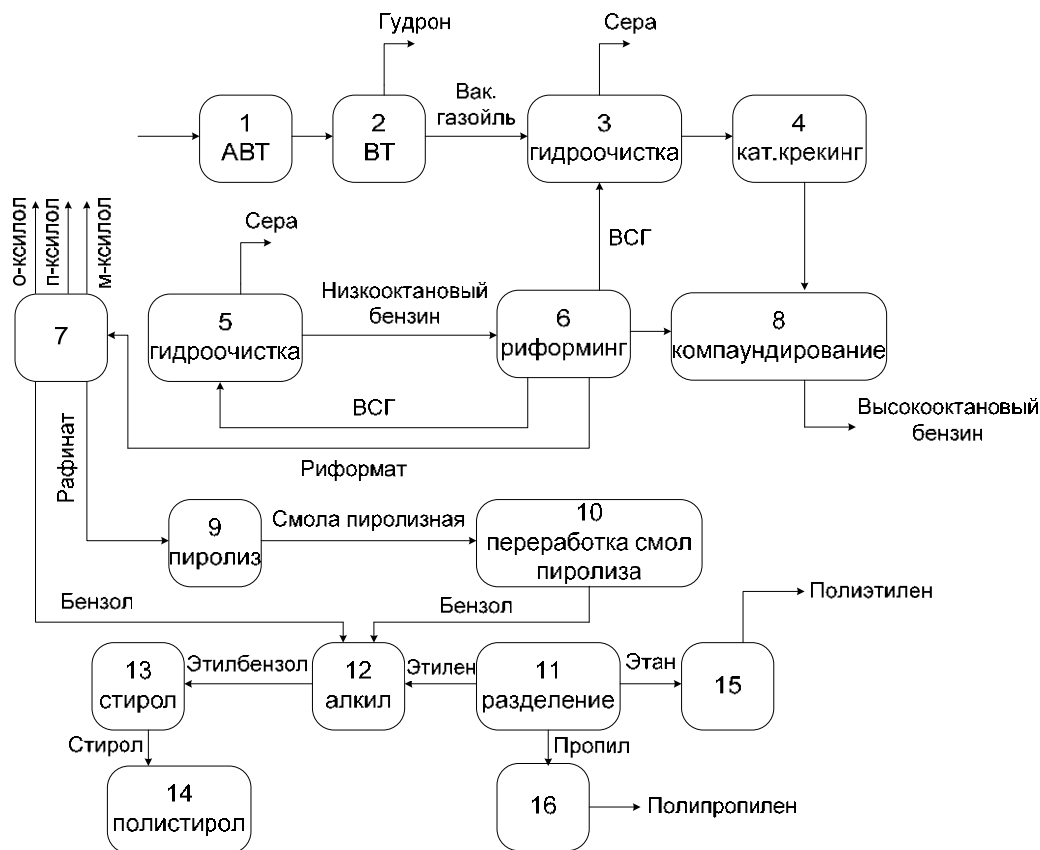 Гудрон
Сера
1
АВТ
2
ВТ
Вак.
газойль
3
гидроочистка
4
кат.крекинг
о-ксилол
п-ксилол
м-ксилол
Сера
ВСГ
7
5
гидроочистка
Низкооктановый
бензин
6
риформинг
8
компаундирование
ВСГ
Высокооктановый
бензин
Риформат
Рафинат
9
пиролиз
Смола пиролизная
10
переработка смол
пиролиза
Бензол
Бензол
Полиэтилен
13
стирол
Этилбензол
12
алкил
Этилен
11
разделение
Этан
15
Стирол
Пропил
14
полистирол
16
Полипропилен